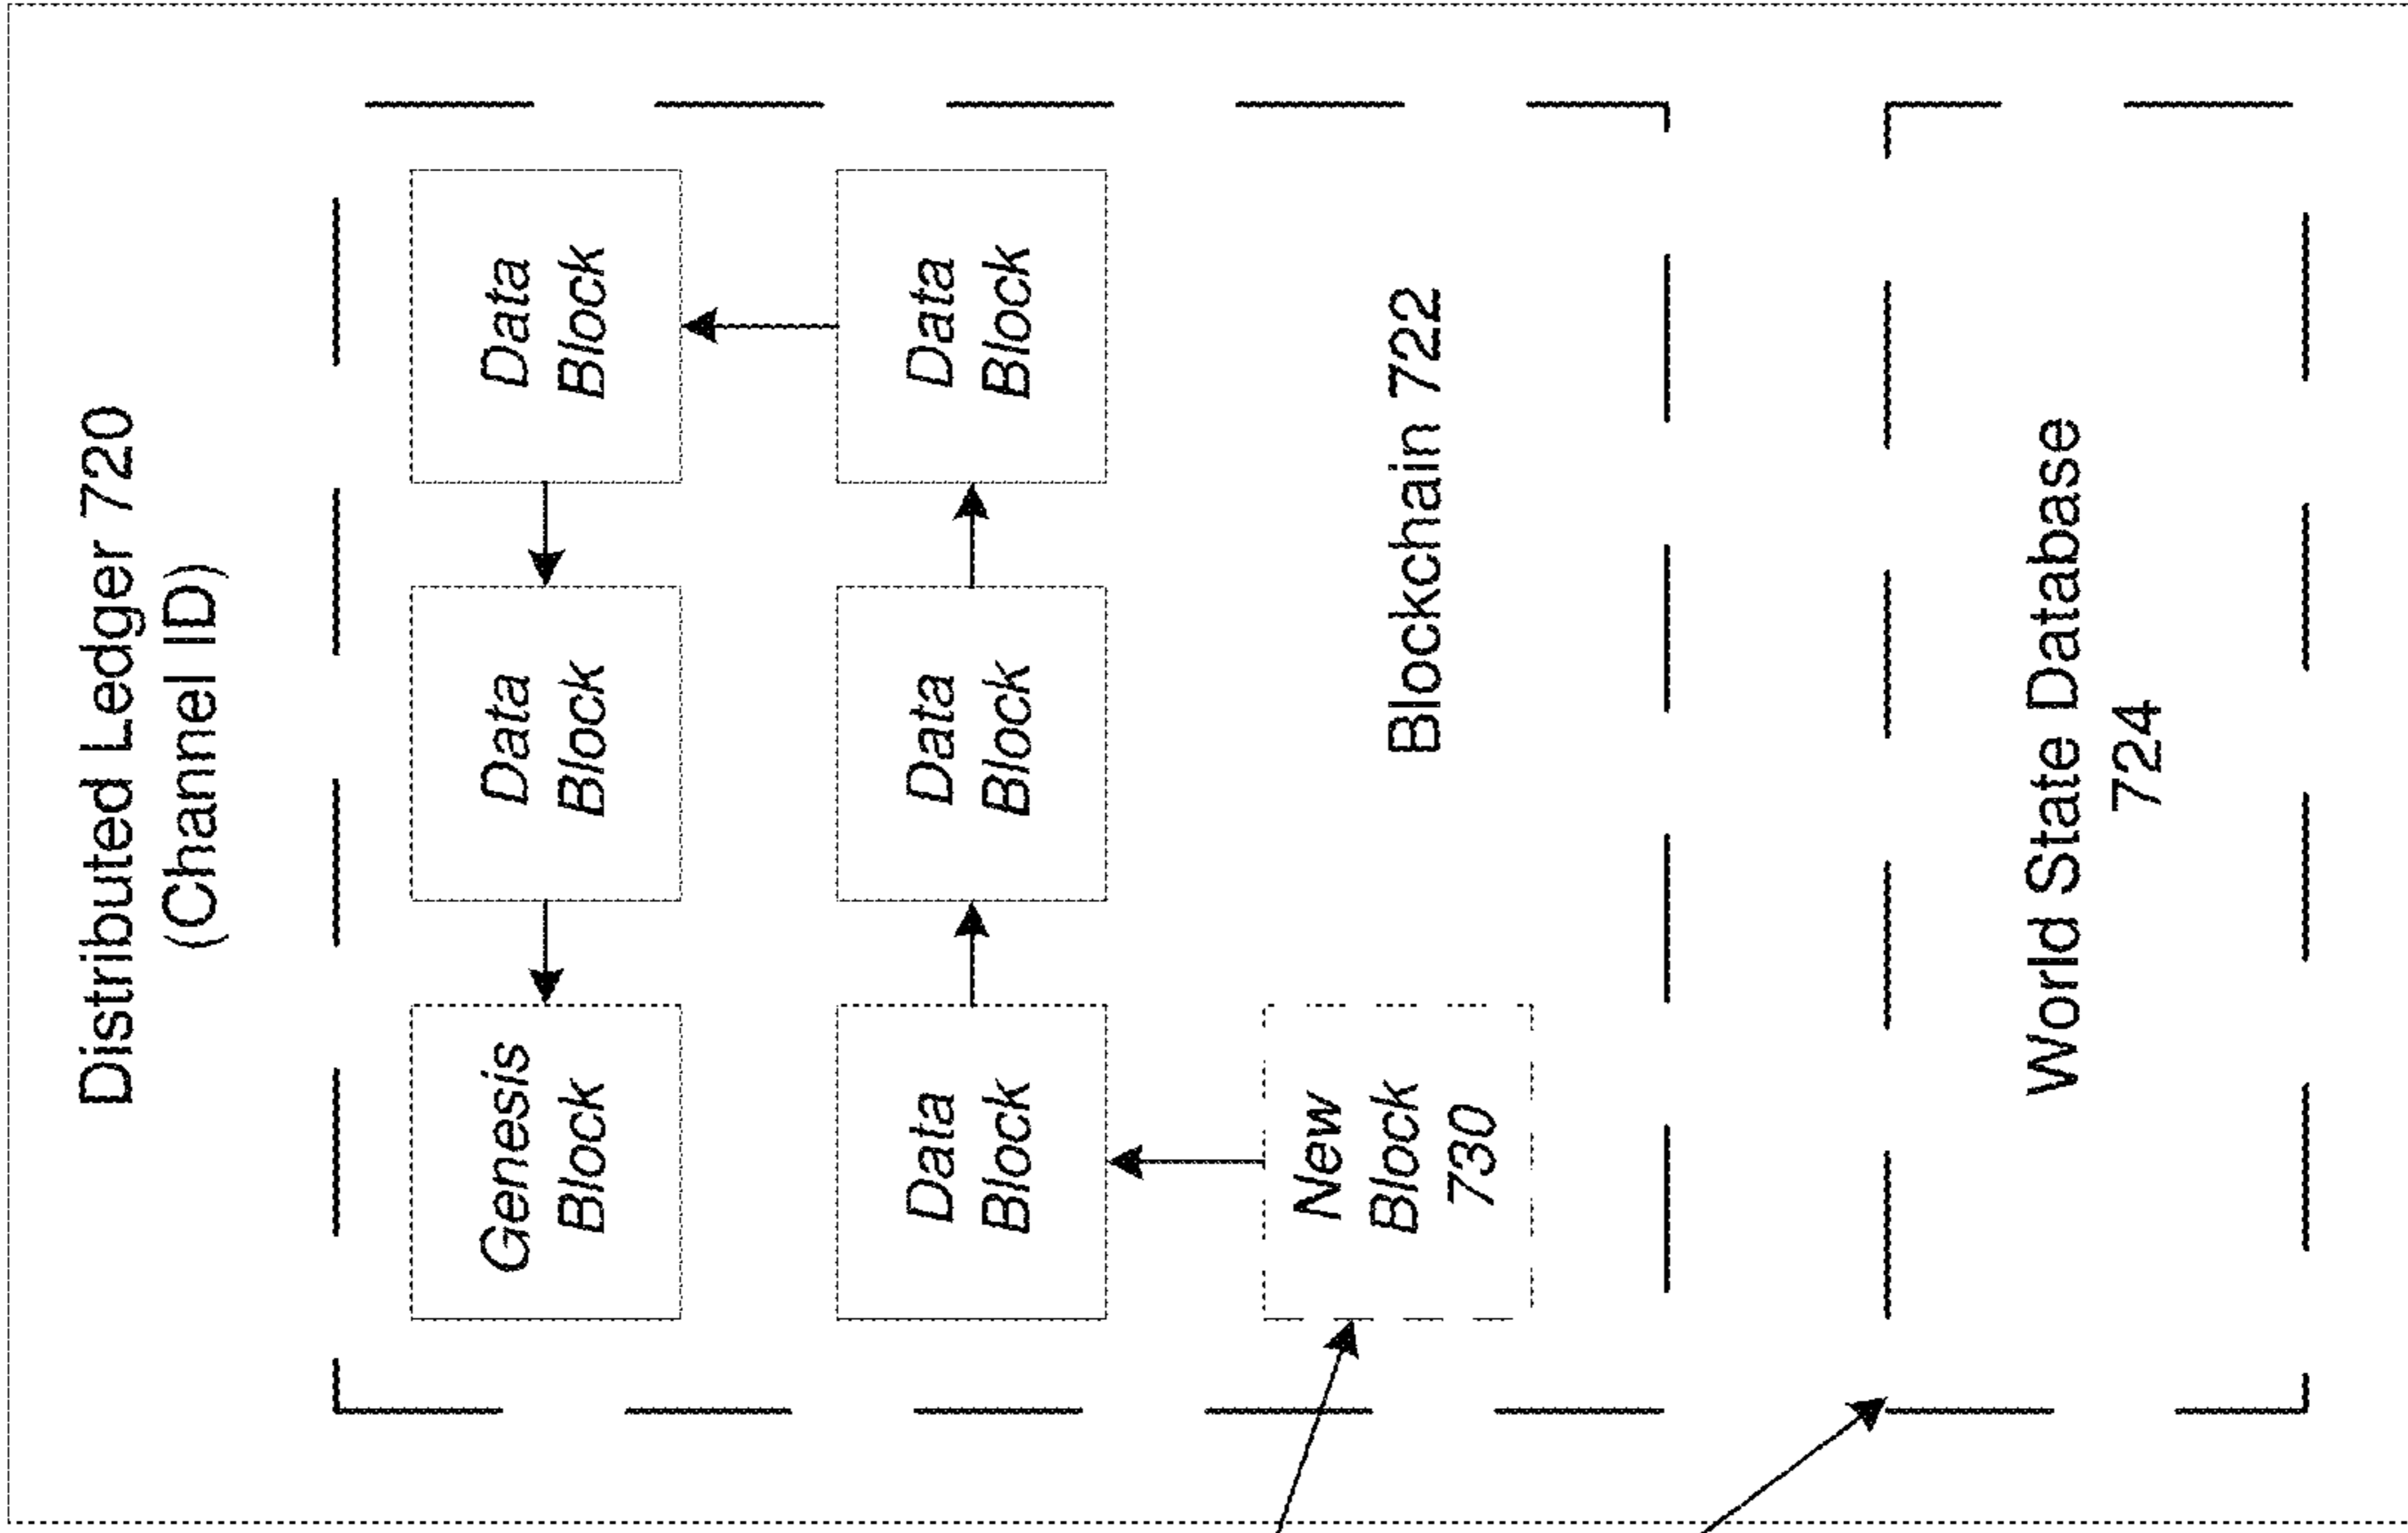 Distributed Ledger 720
(Channel ID)
Genesis
Block
Data
Block
Data
Block
Data
Block
Data
Block
Data
Block
New
Block
730
Blockchain 722
World State Database
724